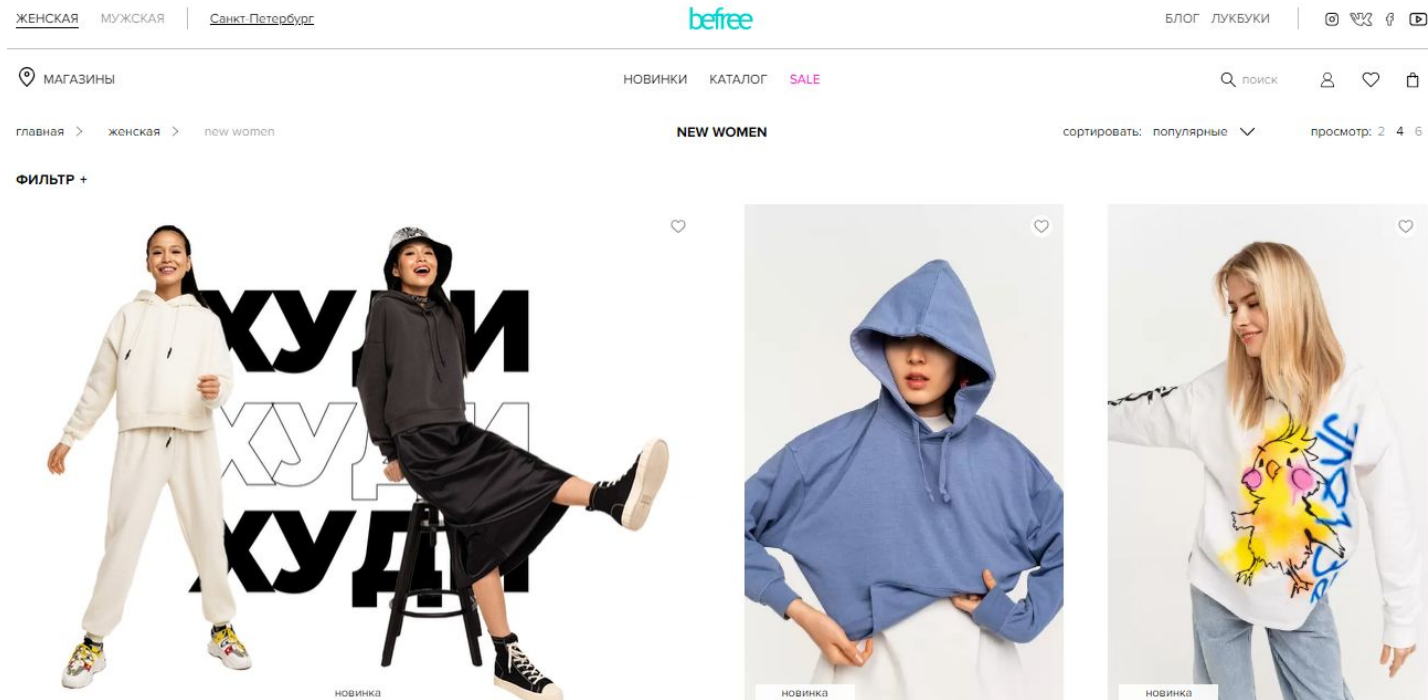 ЖЕНСКАЯ МУЖСКАЯ Санкт-Петербург befree БЛОГ ЛУКБУКИ
МАГАЗИНЫ НОВИНКИ КАТАЛОГ SALE поиск
главная > женская > new women NEW WOMEN сортировать: популярные просмотр: 2 4 6
ФИЛЬТР +
ХУДИ
ХУДИ
ХУДИ
новинка новинка новинка